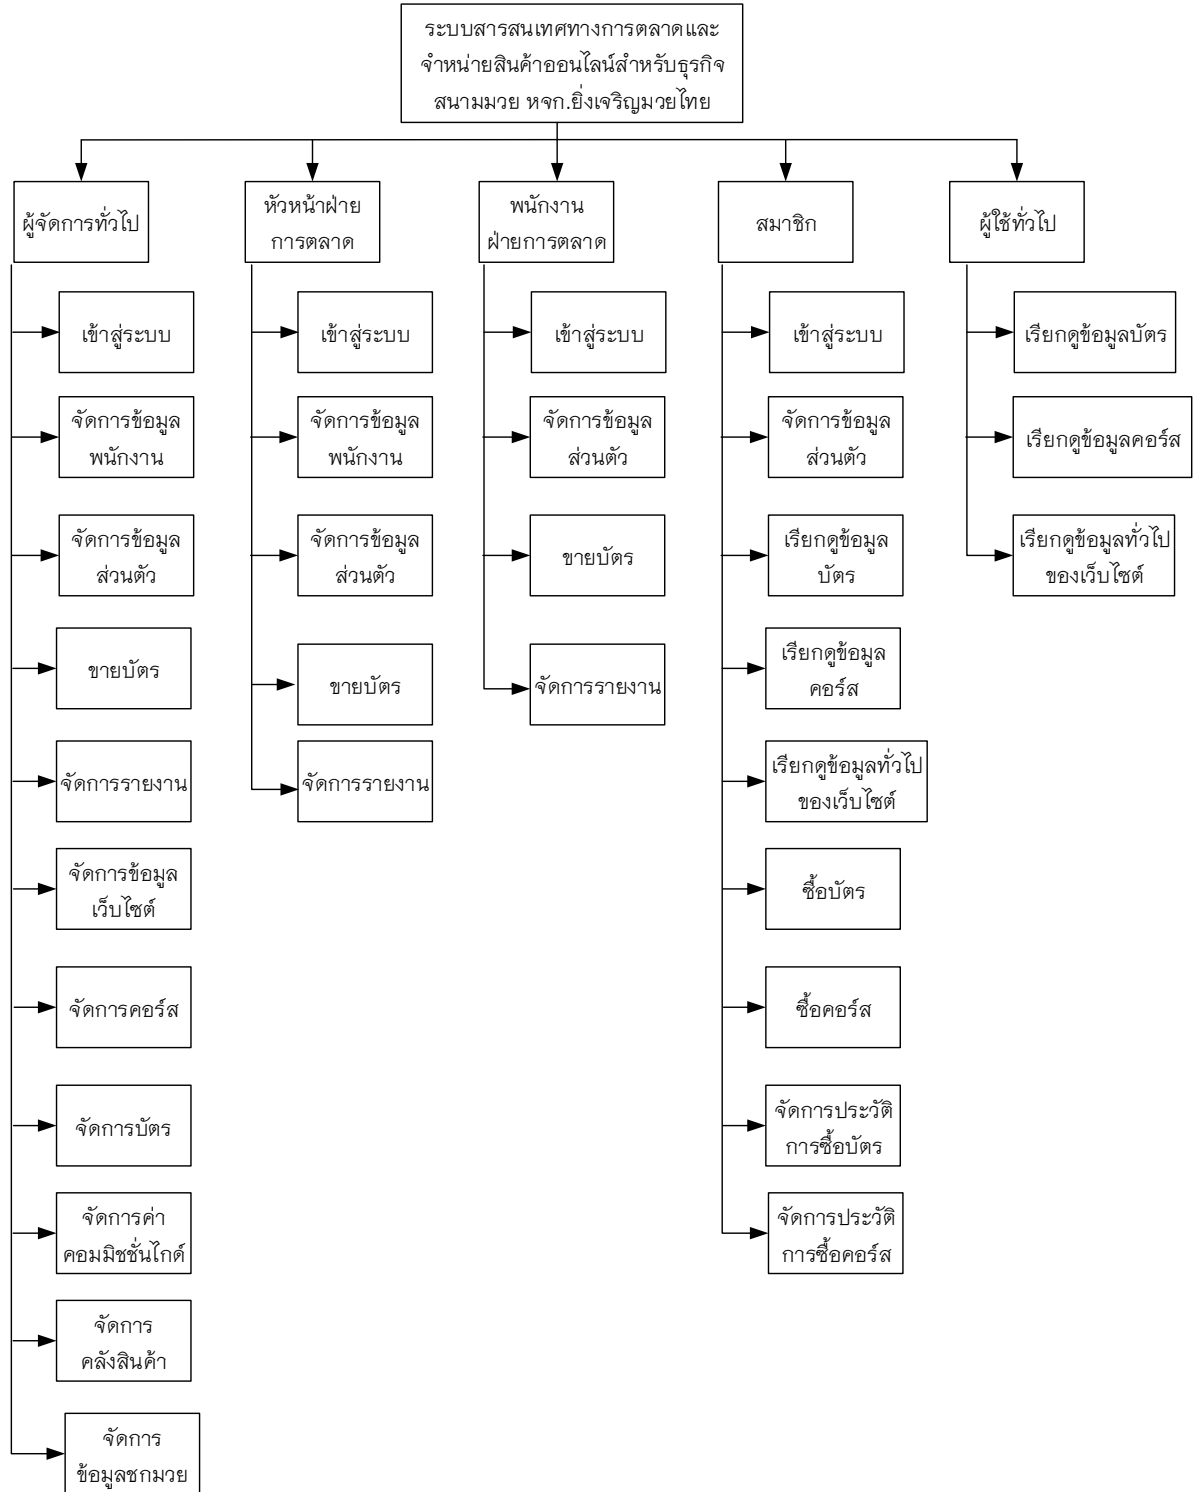 ระบบสารสนเทศทางการตลาดและ
จำหน่ายสินค้าออนไลน์สำหรับธุรกิจ
สนามมวย หจก.ยิ่งเจริญมวยไทย
ผู้จัดการทั่วไป
เข้าสู่ระบบ
จัดการข้อมูล
พนักงาน
จัดการข้อมูล
ส่วนตัว
ขายบัตร
จัดการรายงาน
จัดการข้อมูล
เว็บไซต์
จัดการคอร์ส
จัดการบัตร
จัดการค่า
คอมมิชชั่นไกด์
จัดการ
คลังสินค้า
จัดการ
ข้อมูลชกมวย
หัวหน้าฝ่าย
การตลาด
เข้าสู่ระบบ
จัดการข้อมูล
พนักงาน
จัดการข้อมูล
ส่วนตัว
ขายบัตร
จัดการรายงาน
พนักงาน
ฝ่ายการตลาด
เข้าสู่ระบบ
จัดการข้อมูล
ส่วนตัว
ขายบัตร
จัดการรายงาน
สมาชิก
เข้าสู่ระบบ
จัดการข้อมูล
ส่วนตัว
เรียกดูข้อมูล
บัตร
เรียกดูข้อมูล
คอร์ส
เรียกดูข้อมูลทั่วไป
ของเว็บไซต์
ซื้อบัตร
ซื้อคอร์ส
จัดการประวัติ
การซื้อบัตร
จัดการประวัติ
การซื้อคอร์ส
ผู้ใช้ทั่วไป
เรียกดูข้อมูลบัตร
เรียกดูข้อมูลคอร์ส
เรียกดูข้อมูลทั่วไป
ของเว็บไซต์